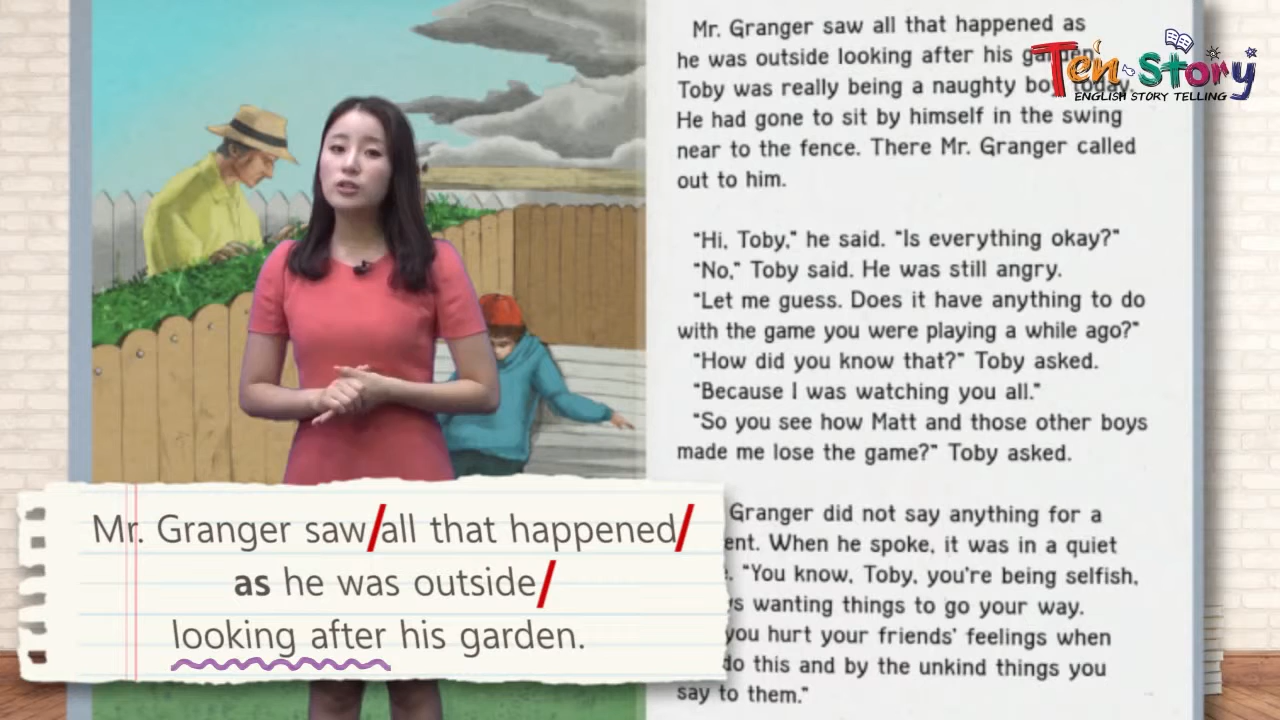 Mr. Granger saw all that happened as
he was outside looking after his garden.
Toby was really being a naughty boy today.
He had gone to sit by himself in the swing
near to the fence. There Mr. Granger called
out to him.
"Hi, Toby," he said. "Is everything okay?"
"No," Toby said. He was still angry.
"Let me guess. Does it have anything to do
with the game you were playing a while ago?"
"How did you know that?" Toby asked.
"Because I was watching you all."
"So you see how Matt and those other boys
made me lose the game?" Toby asked.
Granger did not say anything for a
When he spoke, it was in a quiet
"You know, Toby, you're being selfish,
wanting things to go your way.
you hurt your friends' feelings when
do this and by the unkind things you
say to them."
Ten Story
ENGLISH STORY TELLING
Mr. Granger saw/all that happened/
as he was outside/
looking after his garden.